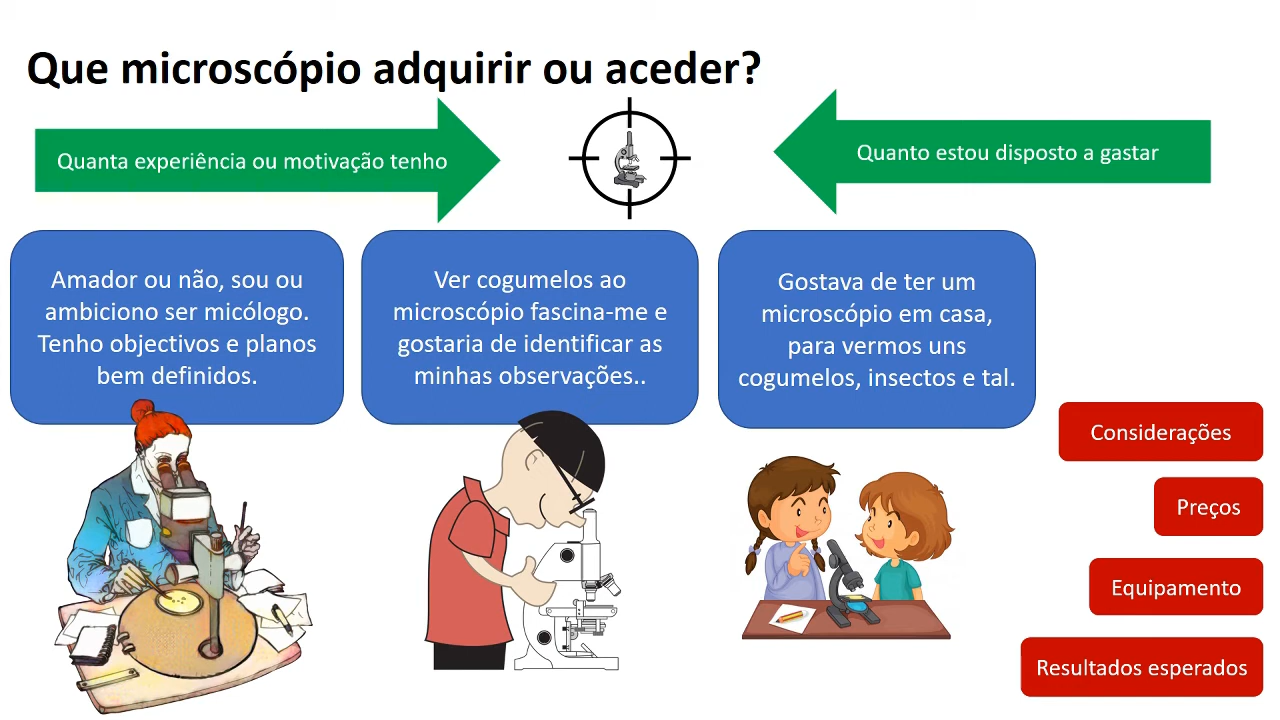 Que microscópio adquirir ou aceder?
Quanta experiência ou motivação tenho
Quanto estou disposto a gastar
Amador ou não, sou ou
ambiciono ser micólogo.
Tenho objectivos e planos
bem definidos.
Ver cogumelos ao
microscópio fascina-me e
gostaria de identificar as
minhas observações..
Gostava de ter um
microscópio em casa,
para vermos uns
cogumelos, insectos e tal.
Considerações
Preços
Equipamento
Resultados esperados